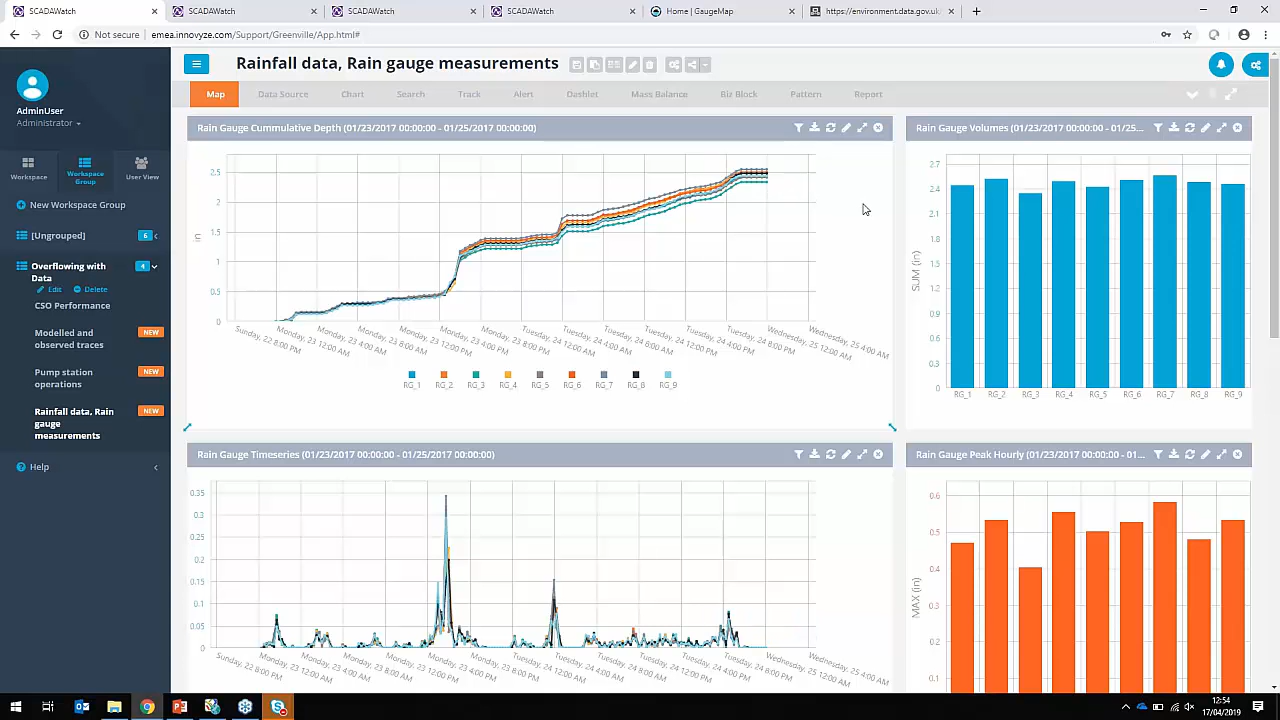 SCADAWatch
SCADAWatch
SCADAWatch
SCADAWatch
Home | GaugeMap
https://environment.data.gov.uk/
Not secure | emea.innovyze.com/Support/Greenville/App.html#
AdminUser
Administrator
Workspace
Workspace
Group
User View
New Workspace Group
[Ungrouped] 6
Overflowing with
Data
4
Edit Delete
CSO Performance
Modelled and
observed traces
NEW
Pump station
operations
NEW
Rainfall data, Rain
gauge
measurements
NEW
Help
Rainfall data, Rain gauge measurements
Map Data Source Chart Search Track Alert Dashlet Mass Balance Biz Block Pattern Report
Rain Gauge Cummulative Depth (01/23/2017 00:00:00 - 01/25/2017 00:00:00)
in
2.5
2
1.5
1
0.5
0
Sunday, 22 8:00 PM
Monday, 23 12:00 AM
Monday, 23 4:00 AM
Monday, 23 8:00 AM
Monday, 23 12:00 PM
Monday, 23 4:00 PM
Monday, 23 8:00 PM
Tuesday, 24 12:00 AM
Tuesday, 24 4:00 AM
Tuesday, 24 8:00 AM
Tuesday, 24 12:00 PM
Tuesday, 24 4:00 PM
Tuesday, 24 8:00 PM
Wednesday, 25 12:00 AM
Wednesday, 25 4:00 AM
RG_1 RG_2 RG_3 RG_4 RG_5 RG_6 RG_7 RG_8 RG_9
Rain Gauge Volumes (01/23/2017 00:00:00 - 01/25...
SUM (in)
2.7
2.4
2.1
1.8
1.5
1.2
0.9
0.6
0.3
0
RG_1 RG_2 RG_3 RG_4 RG_5 RG_6 RG_7 RG_8 RG_9
Rain Gauge Timeseries (01/23/2017 00:00:00 - 01/25/2017 00:00:00)
0.35
0.3
0.25
0.2
0.15
0.1
0.05
0
Sunday, 22 8:00 PM
Monday, 23 12:00 AM
Monday, 23 4:00 AM
Monday, 23 8:00 AM
Monday, 23 12:00 PM
Monday, 23 4:00 PM
Monday, 23 8:00 PM
Tuesday, 24 12:00 AM
Tuesday, 24 4:00 AM
Tuesday, 24 8:00 AM
Tuesday, 24 12:00 PM
Tuesday, 24 4:00 PM
Tuesday, 24 8:00 PM
Wednesday, 25 12:00 AM
Wednesday, 25 4:00 AM
Rain Gauge Peak Hourly (01/23/2017 00:00:00 - 01...
MAX (in)
0.6
0.5
0.4
0.3
0.2
0.1
12:54
17/04/2019